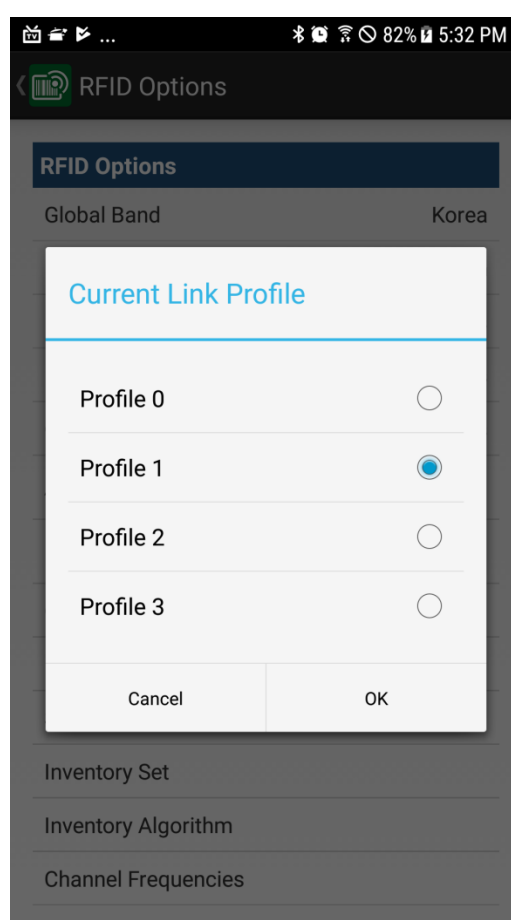 ... 82% 5:32 PM
RFID Options
RFID Options
Global Band Korea
Current Link Profile
Profile 0
Profile 1
Profile 2
Profile 3
Cancel OK
Inventory Set
Inventory Algorithm
Channel Frequencies